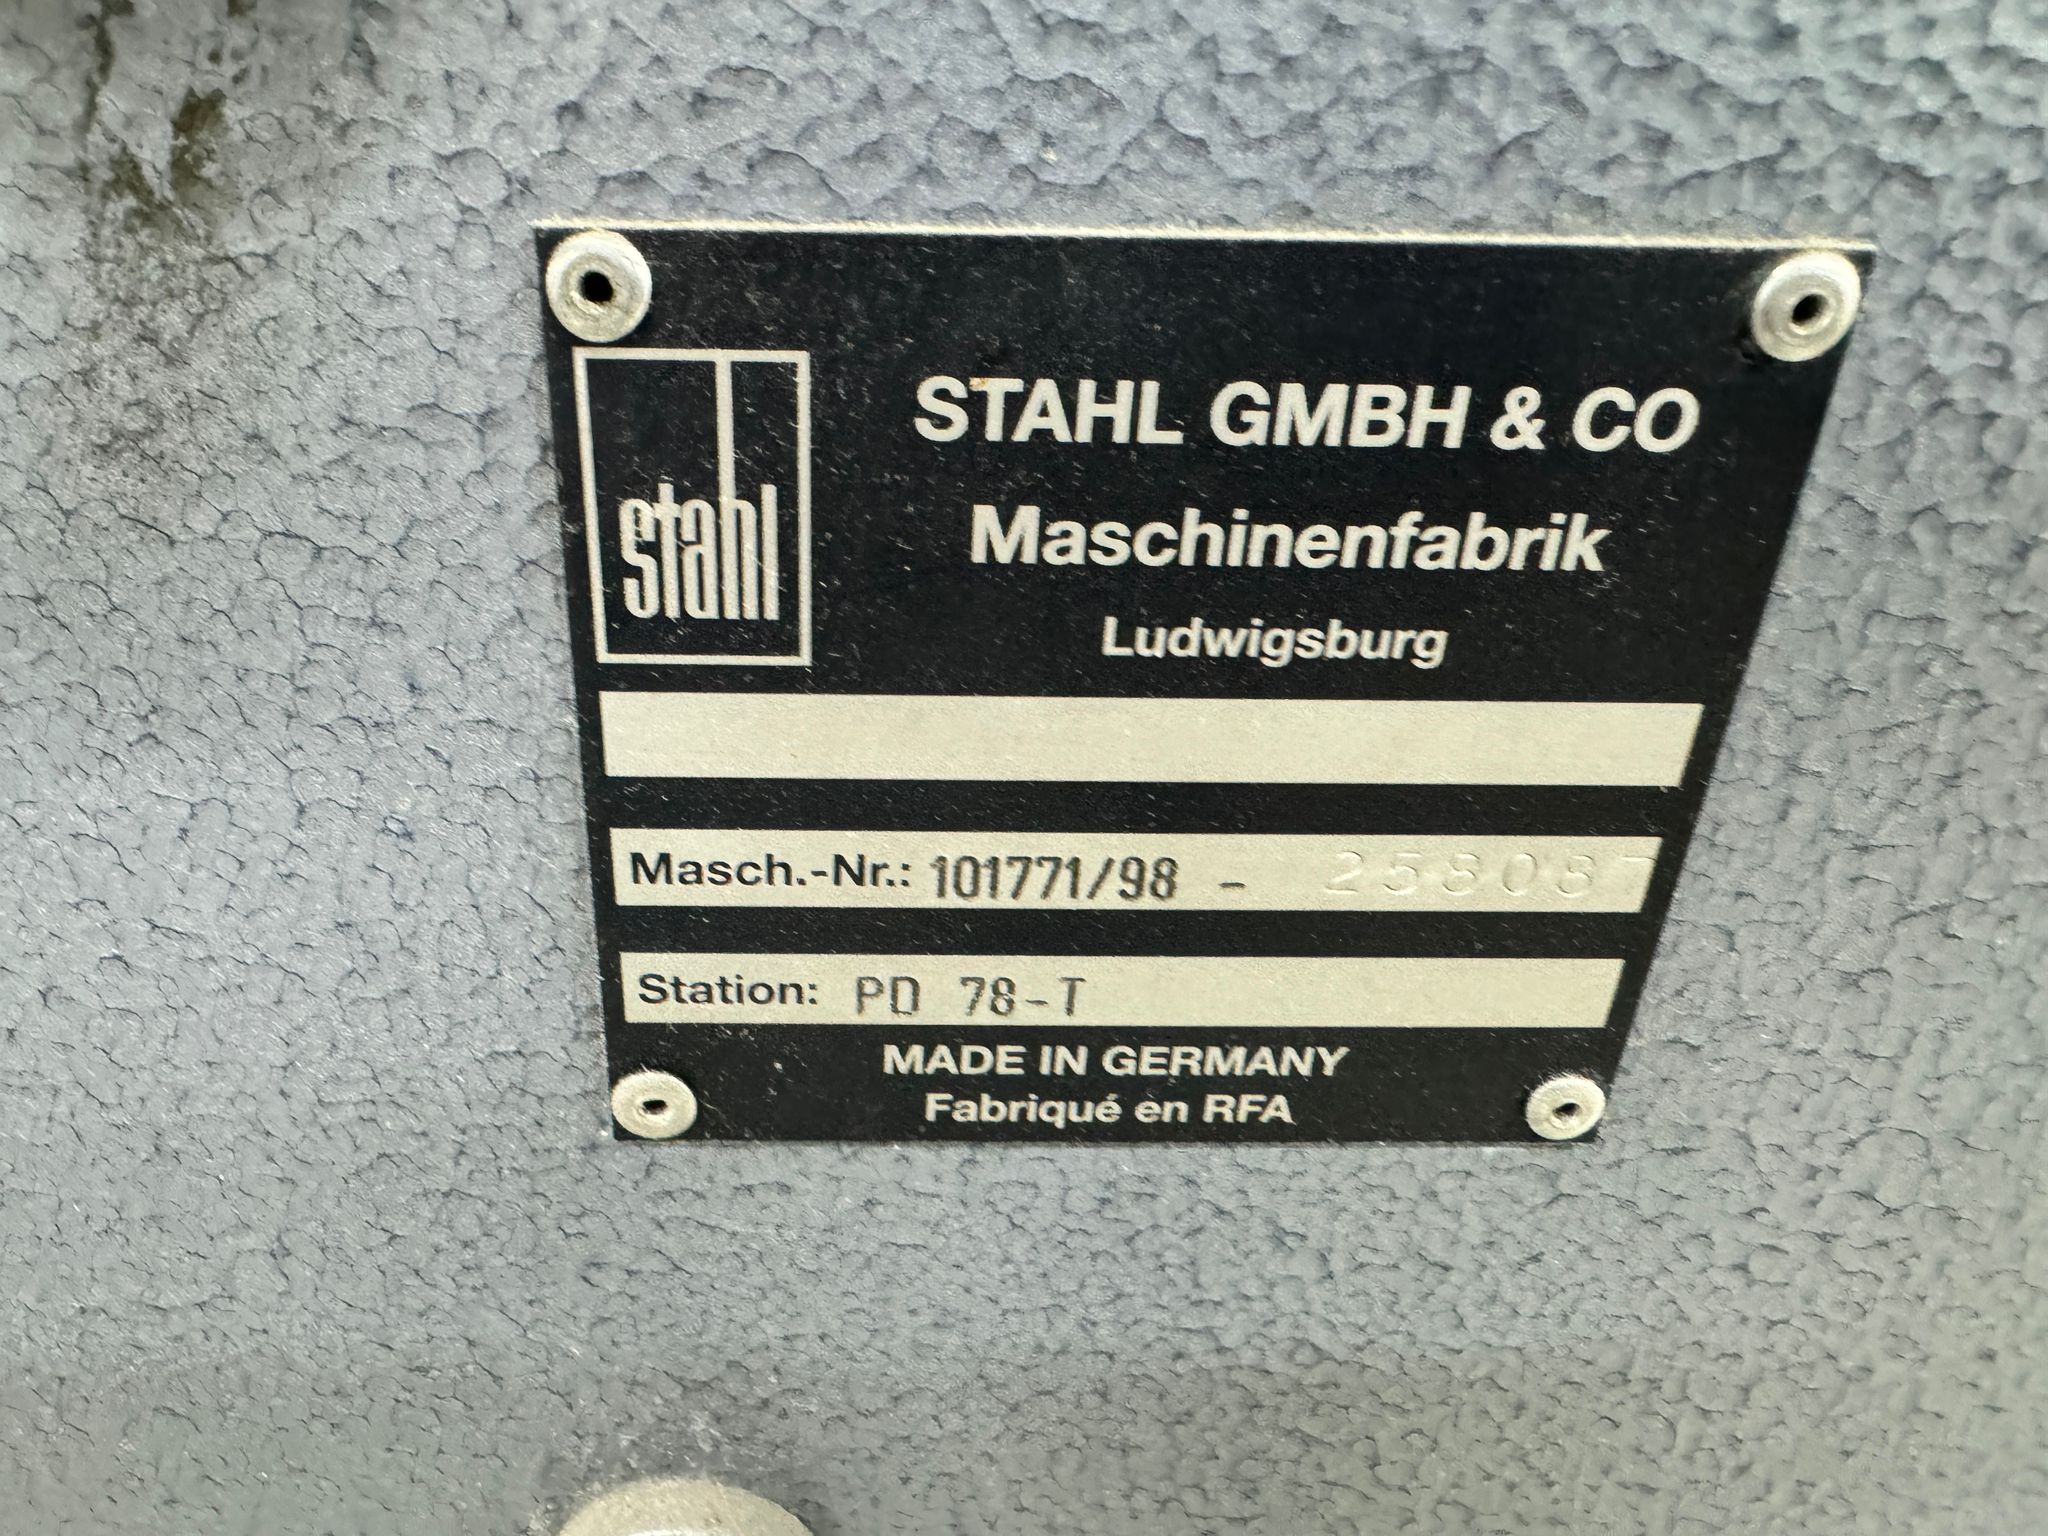 STAHL GMBH & CO
stahl
Maschinenfabrik
Ludwigsburg
Masch.-Nr.: 101771/98 - 258087
Station: PD 78-T
MADE IN GERMANY
Fabriqué en RFA